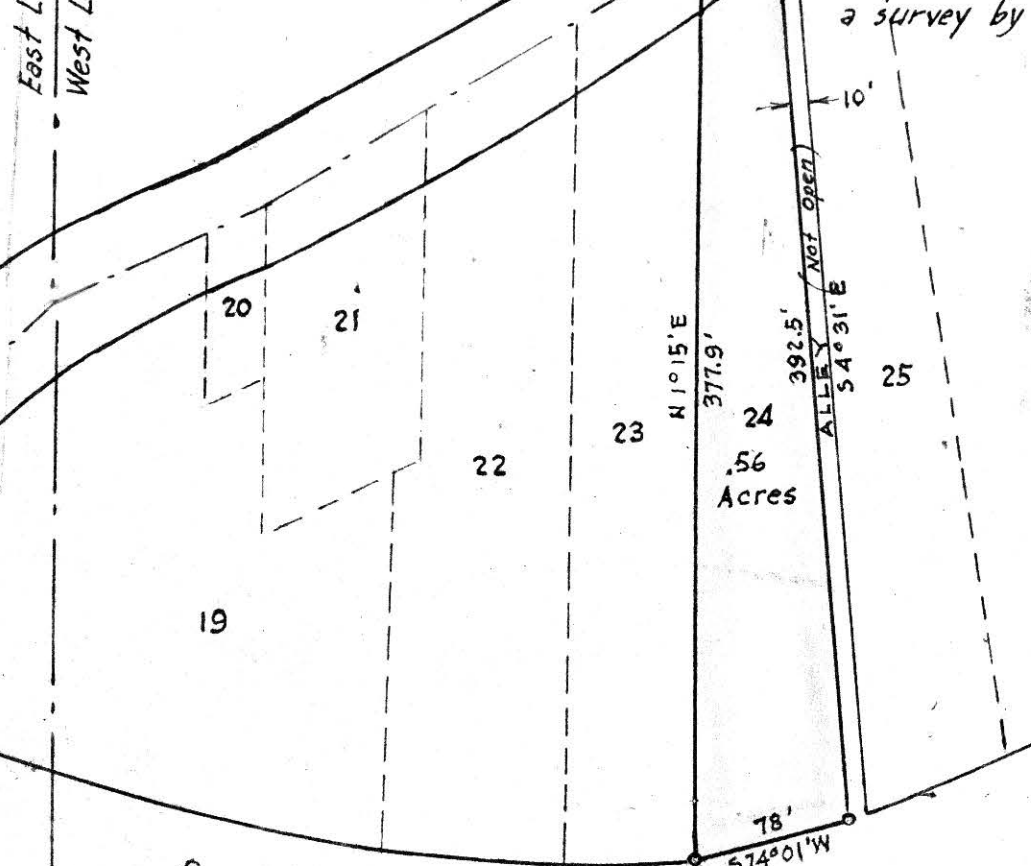 East L
West L
a survey by
10'
(Not Open)
20
21
N 1° 15' E
377.9'
392.5'
ALLEY
S 4° 31' E
25
24
.56
Acres
23
22
19
78'
S 74° 01' W